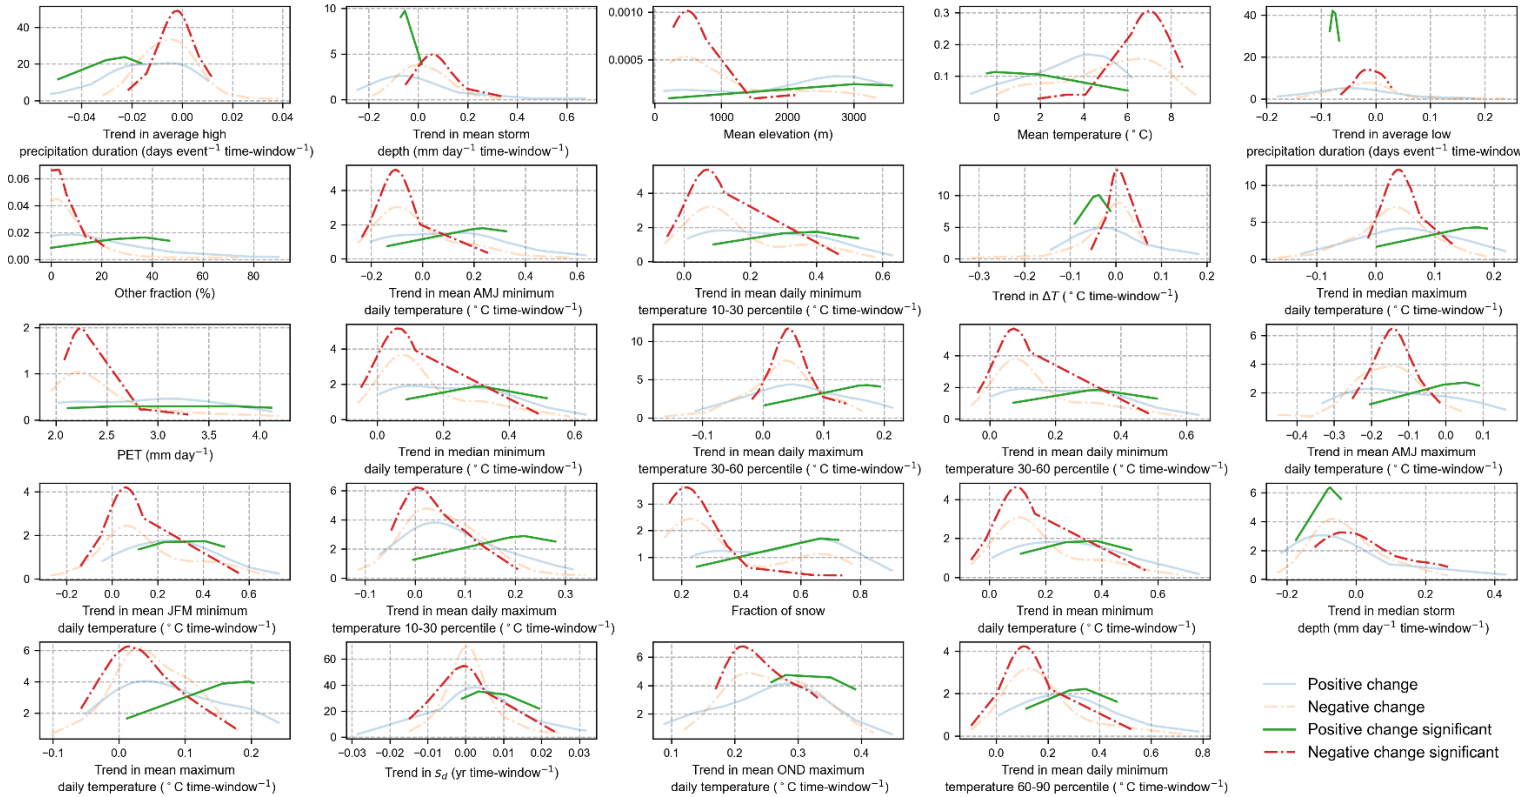 40
20
0
−0.04 −0.02 0.00 0.02 0.04
Trend in average high
precipitation duration (days event⁻¹ time-window⁻¹)
10
5
0
−0.2 0.0 0.2 0.4 0.6
Trend in mean storm
depth (mm day⁻¹ time-window⁻¹)
0.0010
0.0005
1000 2000 3000
Mean elevation (m)
0.3
0.2
0.1
0 2 4 6 8
Mean temperature (°C)
40
20
0
−0.2 −0.1 0.0 0.1 0.2
Trend in average low
precipitation duration (days event⁻¹ time-window
0.06
0.04
0.02
0.00
0 20 40 60 80
Other fraction (%)
4
2
0
−0.2 0.0 0.2 0.4 0.6
Trend in mean AMJ minimum
daily temperature (°C time-window⁻¹)
4
2
0
0.0 0.2 0.4 0.6
Trend in mean daily minimum
temperature 10-30 percentile (°C time-window⁻¹)
10
5
0
−0.3 −0.2 −0.1 0.0 0.1 0.2
Trend in ΔT (°C time-window⁻¹)
10
5
0
−0.1 0.0 0.1 0.2
Trend in median maximum
daily temperature (°C time-window⁻¹)
2
1
0
2.0 2.5 3.0 3.5 4.0
PET (mm day⁻¹)
4
2
0
0.0 0.2 0.4 0.6
Trend in median minimum
daily temperature (°C time-window⁻¹)
10
5
0
−0.1 0.0 0.1 0.2
Trend in mean daily maximum
temperature 30-60 percentile (°C time-window⁻¹)
4
2
0
0.0 0.2 0.4 0.6
Trend in mean daily minimum
temperature 30-60 percentile (°C time-window⁻¹)
6
4
2
−0.4 −0.3 −0.2 −0.1 0.0 0.1
Trend in mean AMJ maximum
daily temperature (°C time-window⁻¹)
4
2
0
−0.2 0.0 0.2 0.4 0.6
Trend in mean JFM minimum
daily temperature (°C time-window⁻¹)
6
4
2
0
−0.1 0.0 0.1 0.2 0.3
Trend in mean daily maximum
temperature 10-30 percentile (°C time-window⁻¹)
3
2
1
0.2 0.4 0.6 0.8
Fraction of snow
4
2
0
0.0 0.2 0.4 0.6
Trend in mean minimum
daily temperature (°C time-window⁻¹)
6
4
2
0
−0.2 0.0 0.2 0.4
Trend in median storm
depth (mm day⁻¹ time-window⁻¹)
6
4
2
−0.1 0.0 0.1 0.2
Trend in mean maximum
daily temperature (°C time-window⁻¹)
60
40
20
0
−0.03 −0.02 −0.01 0.00 0.01 0.02 0.03
Trend in s_d (yr time-window⁻¹)
6
4
2
0.1 0.2 0.3 0.4
Trend in mean OND maximum
daily temperature (°C time-window⁻¹)
4
2
0
0.0 0.2 0.4 0.6 0.8
Trend in mean daily minimum
temperature 60-90 percentile (°C time-window⁻¹)
Positive change
Negative change
Positive change significant
Negative change significant